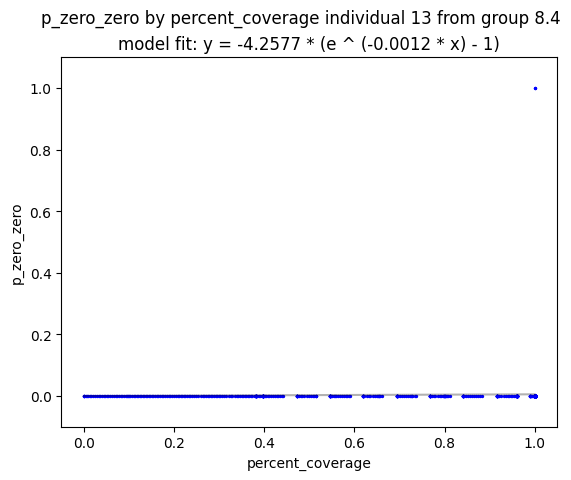 p_zero_zero by percent_coverage individual 13 from group 8.4
model fit: y = -4.2577 * (e ^ (-0.0012 * x) - 1)
1.0
0.8
0.6
0.4
0.2
0.0
p_zero_zero
0.0 0.2 0.4 0.6 0.8 1.0
percent_coverage